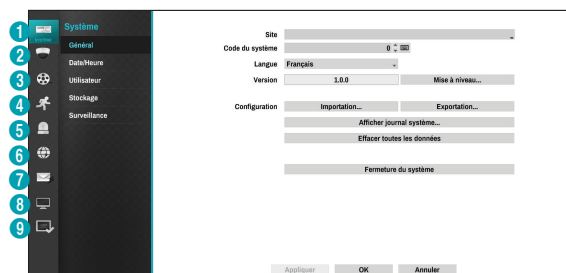 1
2
3
4
5
6
7
8
9
SYSTÈME
Système
Général
Date/Heure
Utilisateur
Stockage
Surveillance
Site
Code du système 0
Langue Français
Version 1.0.0 Mise à niveau...
Configuration Importation... Exportation...
Afficher journal système...
Effacer toutes les données
Fermeture du système
Appliquer OK Annuler